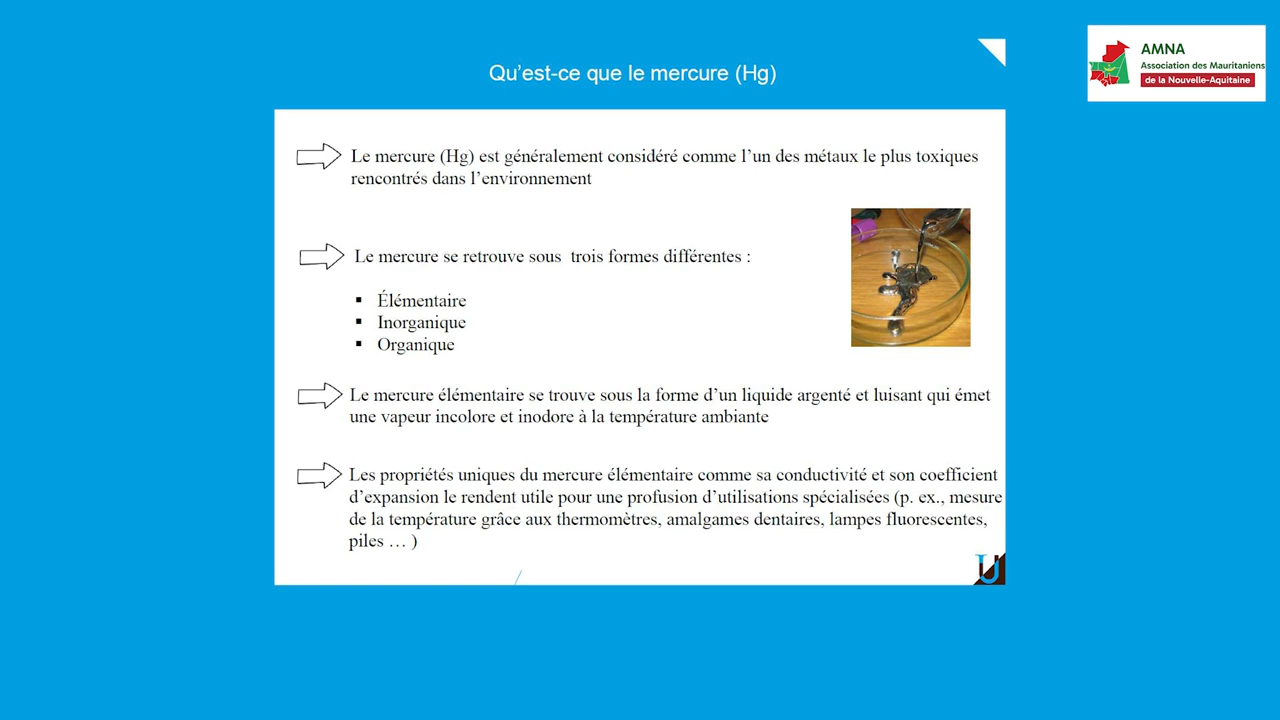 Qu’est-ce que le mercure (Hg)
AMNA
Association des Mauritaniens
de la Nouvelle-Aquitaine
Le mercure (Hg) est généralement considéré comme l’un des métaux le plus toxiques
rencontrés dans l’environnement
Le mercure se retrouve sous trois formes différentes :
▪ Élémentaire
▪ Inorganique
▪ Organique
Le mercure élémentaire se trouve sous la forme d’un liquide argenté et luisant qui émet
une vapeur incolore et inodore à la température ambiante
Les propriétés uniques du mercure élémentaire comme sa conductivité et son coefficient
d’expansion le rendent utile pour une profusion d’utilisations spécialisées (p. ex., mesure
de la température grâce aux thermomètres, amalgames dentaires, lampes fluorescentes,
piles … )
U